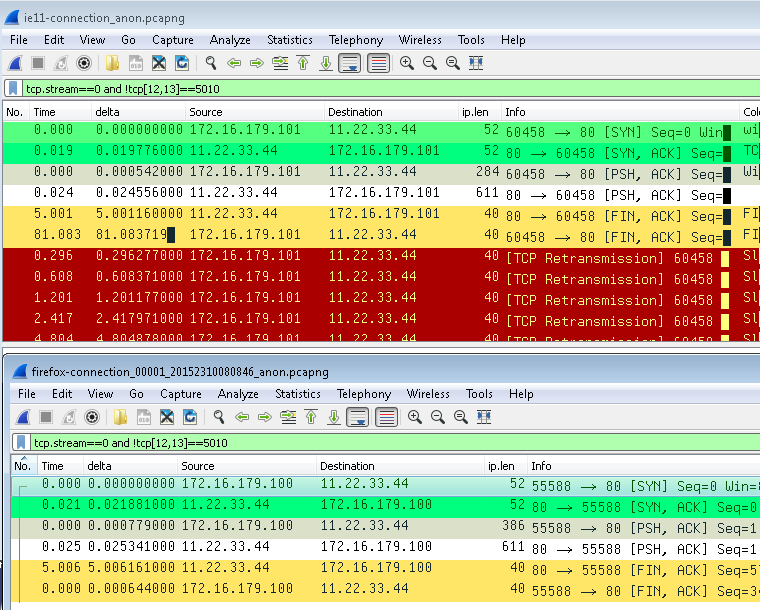 ie11-connection_anon.pcapng
File Edit View Go Capture Analyze Statistics Telephony Wireless Tools Help
tcp.stream==0 and !tcp[12,13]==5010
No. Time delta Source Destination ip.len Info Col
0.000 0.000000000 172.16.179.101 11.22.33.44 52 60458 → 80 [SYN] Seq=0 Win wi
0.019 0.019776000 11.22.33.44 172.16.179.101 52 80 → 60458 [SYN, ACK] Seq= TC
0.000 0.000542000 172.16.179.101 11.22.33.44 284 60458 → 80 [PSH, ACK] Seq= Wi
0.024 0.024556000 11.22.33.44 172.16.179.101 611 80 → 60458 [PSH, ACK] Seq=
5.001 5.001160000 11.22.33.44 172.16.179.101 40 80 → 60458 [FIN, ACK] Seq= FI
81.083 81.083719 172.16.179.101 11.22.33.44 40 60458 → 80 [FIN, ACK] Seq= FI
0.296 0.296277000 172.16.179.101 11.22.33.44 40 [TCP Retransmission] 60458 Sl
0.608 0.608371000 172.16.179.101 11.22.33.44 40 [TCP Retransmission] 60458 Sl
1.201 1.201177000 172.16.179.101 11.22.33.44 40 [TCP Retransmission] 60458 Sl
2.417 2.417971000 172.16.179.101 11.22.33.44 40 [TCP Retransmission] 60458 Sl
4.804 4.804878000 172.16.179.101 11.22.33.44 40 [TCP Retransmission] 60458 Sl
firefox-connection_00001_20152310080846_anon.pcapng
File Edit View Go Capture Analyze Statistics Telephony Wireless Tools Help
tcp.stream==0 and !tcp[12,13]==5010
No. Time delta Source Destination ip.len Info
0.000 0.000000000 172.16.179.100 11.22.33.44 52 55588 → 80 [SYN] Seq=0 Win=
0.021 0.021881000 11.22.33.44 172.16.179.100 52 80 → 55588 [SYN, ACK] Seq=0
0.000 0.000779000 172.16.179.100 11.22.33.44 386 55588 → 80 [PSH, ACK] Seq=1
0.025 0.025341000 11.22.33.44 172.16.179.100 611 80 → 55588 [PSH, ACK] Seq=1
5.006 5.006161000 11.22.33.44 172.16.179.100 40 80 → 55588 [FIN, ACK] Seq=57
0.000 0.000644000 172.16.179.100 11.22.33.44 40 55588 → 80 [FIN, ACK] Seq=34